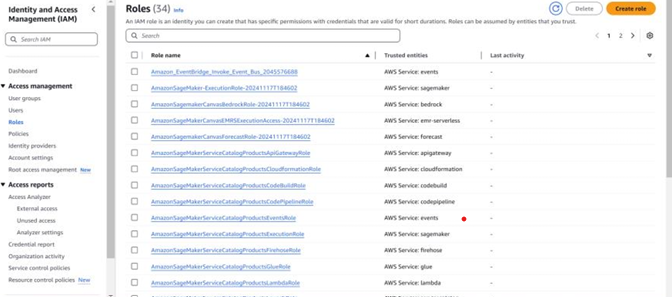 Identity and Access Management (IAM)
Search IAM
Dashboard
Access management
User groups
Users
Roles
Policies
Identity providers
Account settings
Root access management New
Access reports
Access Analyzer
External access
Unused access
Analyzer settings
Credential report
Organization activity
Service control policies
Resource control policies New
Roles (34) Info
Delete
Create role
An IAM role is an identity you can create that has specific permissions with credentials that are valid for short durations. Roles can be assumed by entities that you trust.
Search
1 2
Role name Trusted entities Last activity
Amazon_EventBridge_Invoke_Event_Bus_2045576688 AWS Service: events -
AmazonSageMaker-ExecutionRole-20241117T184602 AWS Service: sagemaker -
AmazonSagemakerCanvasBedrockRole-20241117T184602 AWS Service: bedrock -
AmazonSagemakerCanvasEMRSExecutionAccess-20241117T184602 AWS Service: emr-serverless -
AmazonSagemakerCanvasForecastRole-20241117T184602 AWS Service: forecast -
AmazonSageMakerServiceCatalogProductsApiGatewayRole AWS Service: apigateway -
AmazonSageMakerServiceCatalogProductsCloudformationRole AWS Service: cloudformation -
AmazonSageMakerServiceCatalogProductsCodeBuildRole AWS Service: codebuild -
AmazonSageMakerServiceCatalogProductsCodePipelineRole AWS Service: codepipeline -
AmazonSageMakerServiceCatalogProductsEventsRole AWS Service: events -
AmazonSageMakerServiceCatalogProductsExecutionRole AWS Service: sagemaker -
AmazonSageMakerServiceCatalogProductsFirehoseRole AWS Service: firehose -
AmazonSageMakerServiceCatalogProductsGlueRole AWS Service: glue -
AmazonSageMakerServiceCatalogProductsLambdaRole AWS Service: lambda -